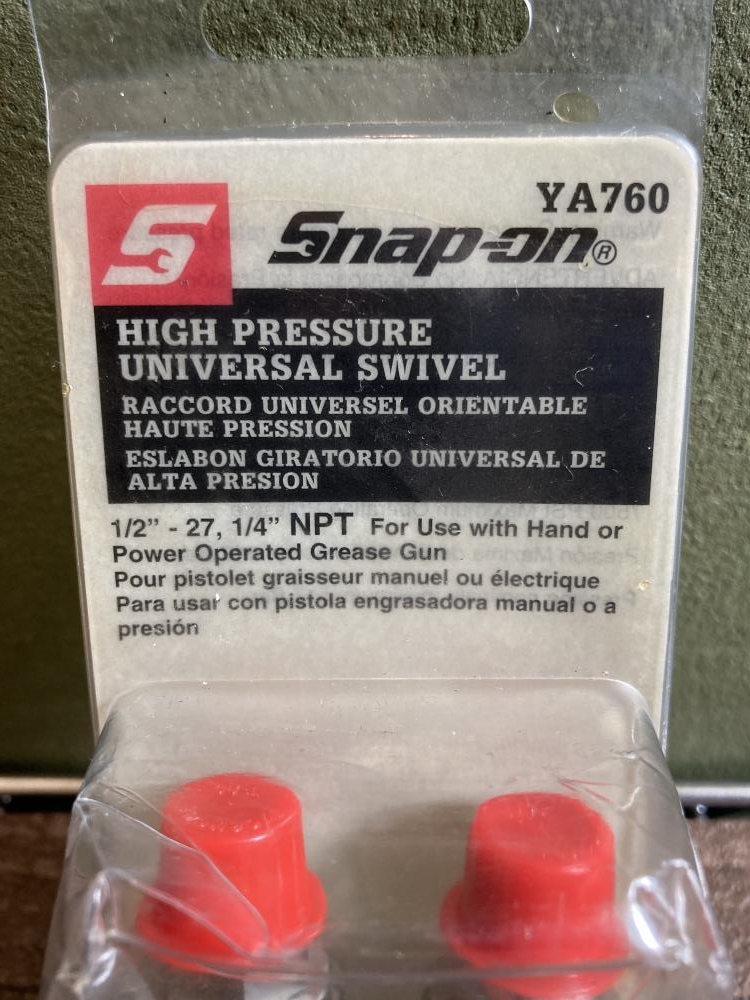 YA760
Snap-on®
HIGH PRESSURE
UNIVERSAL SWIVEL
RACCORD UNIVERSEL ORIENTABLE
HAUTE PRESSION
ESLABON GIRATORIO UNIVERSAL DE
ALTA PRESION
1/2” - 27, 1/4” NPT For Use with Hand or
Power Operated Grease Gun
Pour pistolet graisseur manuel ou électrique
Para usar con pistola engrasadora manual o a
presión